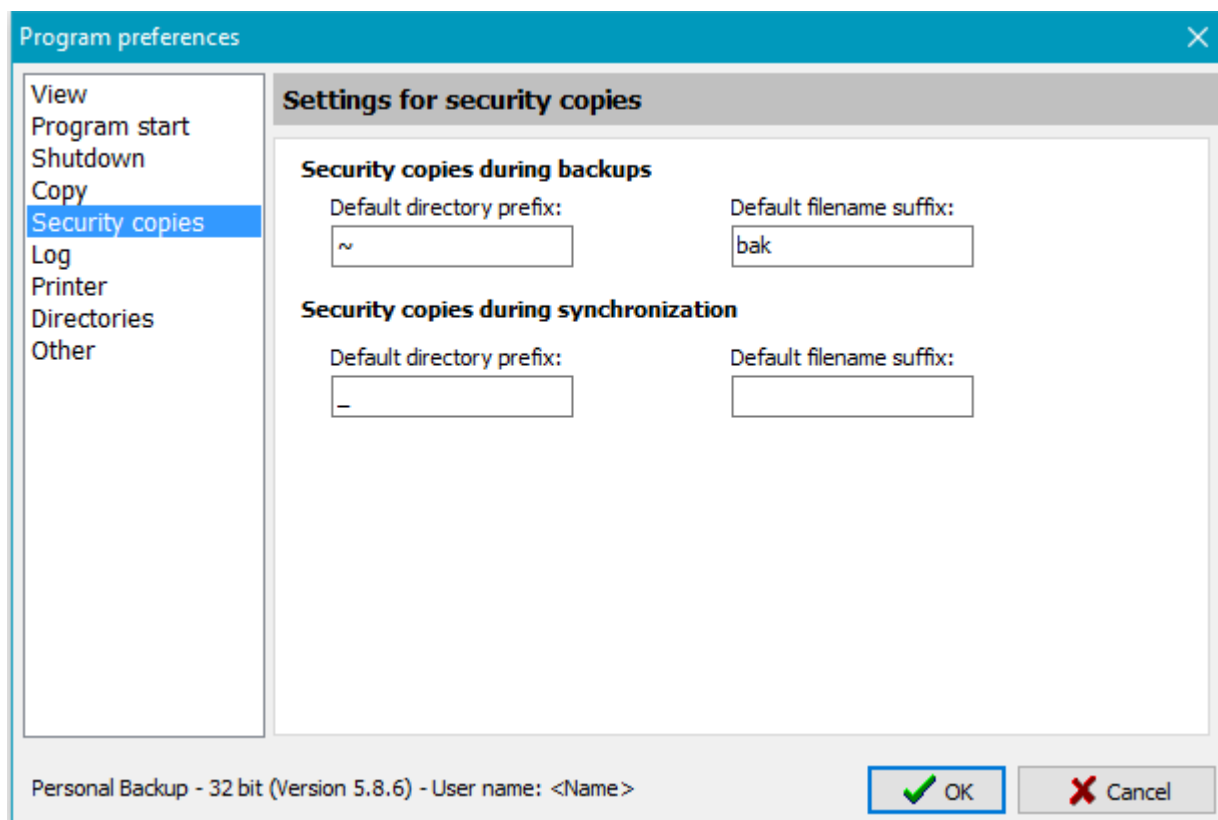 Program preferences
View
Program start
Shutdown
Copy
Security copies
Log
Printer
Directories
Other
Settings for security copies
Security copies during backups
Default directory prefix: Default filename suffix:
~ bak
Security copies during synchronization
Default directory prefix: Default filename suffix:
_
Personal Backup - 32 bit (Version 5.8.6) - User name: <Name>
OK Cancel